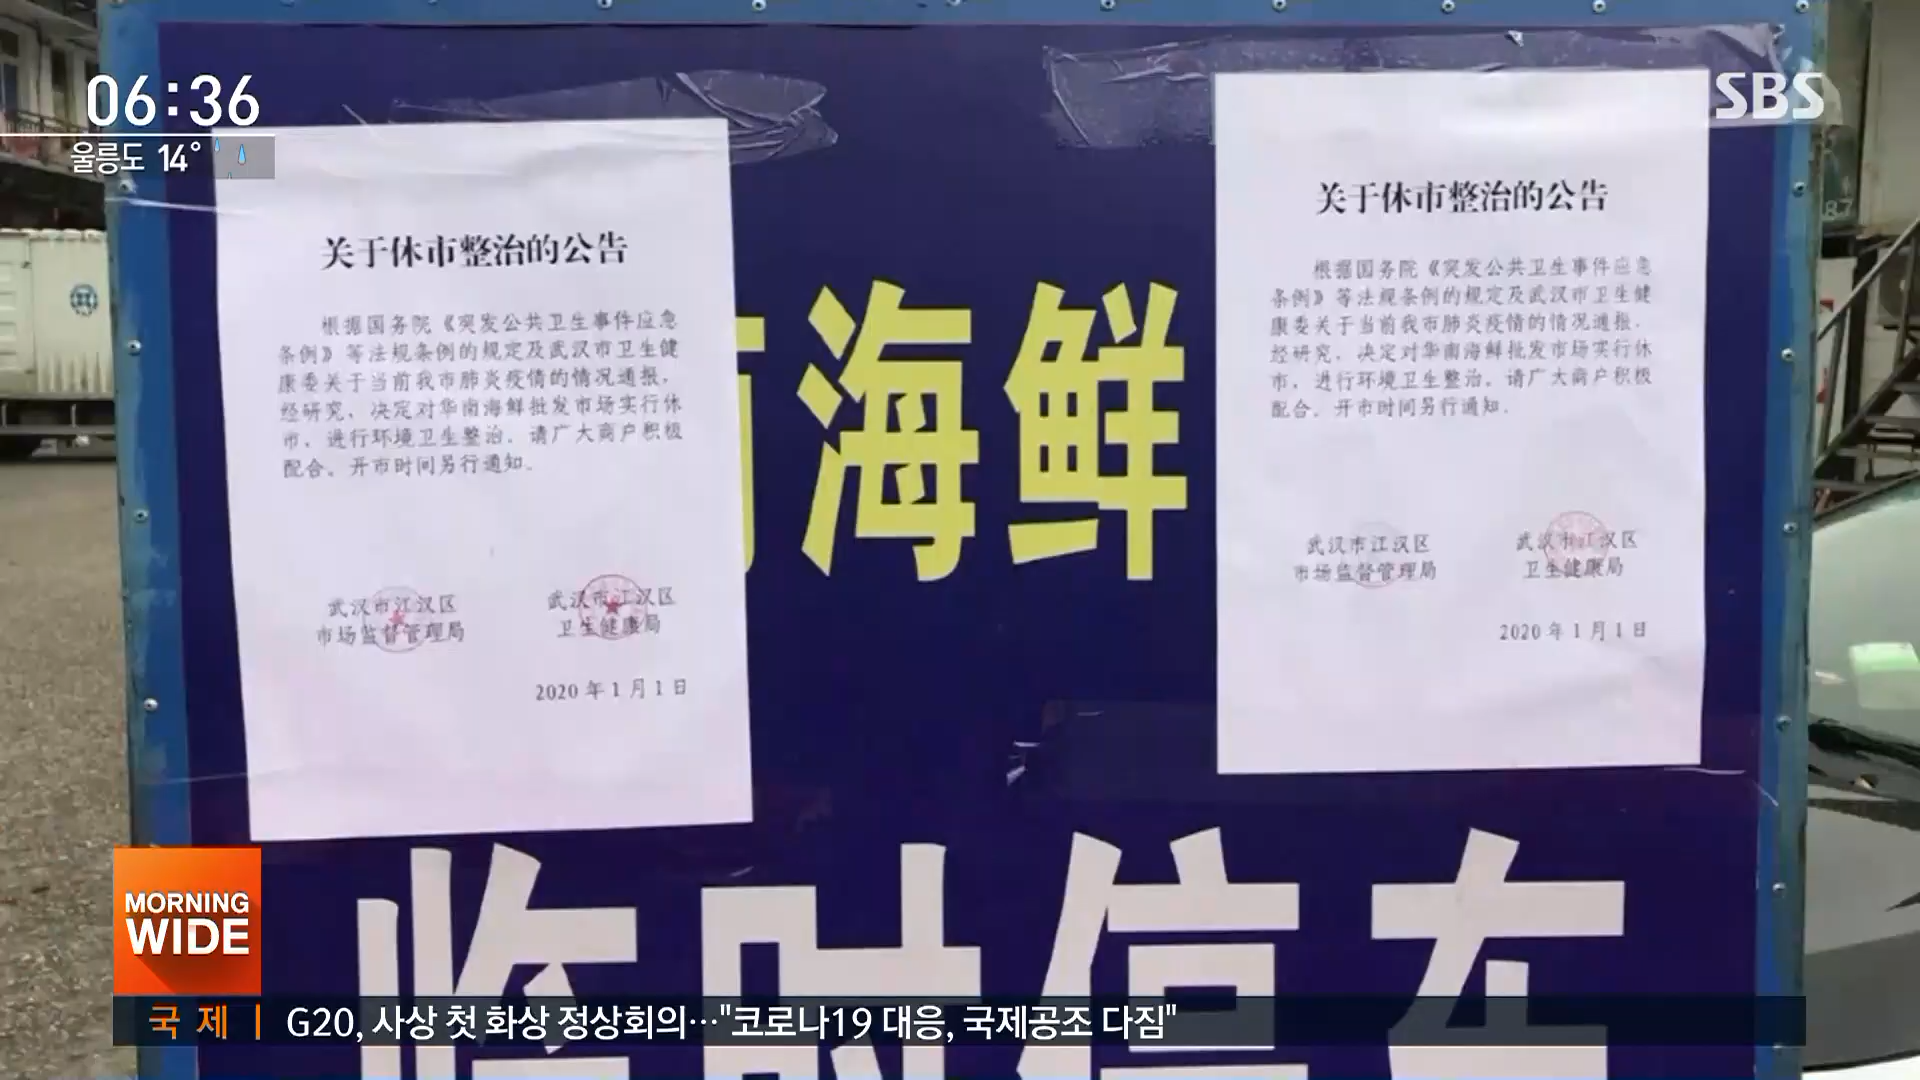 06:36
울릉도 14°
SBS
关于休市整治的公告
根据国务院《突发公共卫生事件应急
条例》等法规条例的规定及武汉市卫生健
康委关于当前我市肺炎疫情的情况通报，
经研究，决定对华南海鲜批发市场实行休
市，进行环境卫生整治。请广大商户积极
配合。开市时间另行通知。
武汉市江汉区
市场监督管理局
武汉市江汉区
卫生健康局
2020年1月1日
海鲜
关于休市整治的公告
根据国务院《突发公共卫生事件应急
条例》等法规条例的规定及武汉市卫生健
康委关于当前我市肺炎疫情的情况通报，
经研究，决定对华南海鲜批发市场实行休
市，进行环境卫生整治。请广大商户积极
配合。开市时间另行通知。
武汉市江汉区
市场监督管理局
武汉市江汉区
卫生健康局
2020年1月1日
临时停车
MORNING
WIDE
국제 | G20, 사상 첫 화상 정상회의…"코로나19 대응, 국제공조 다짐"